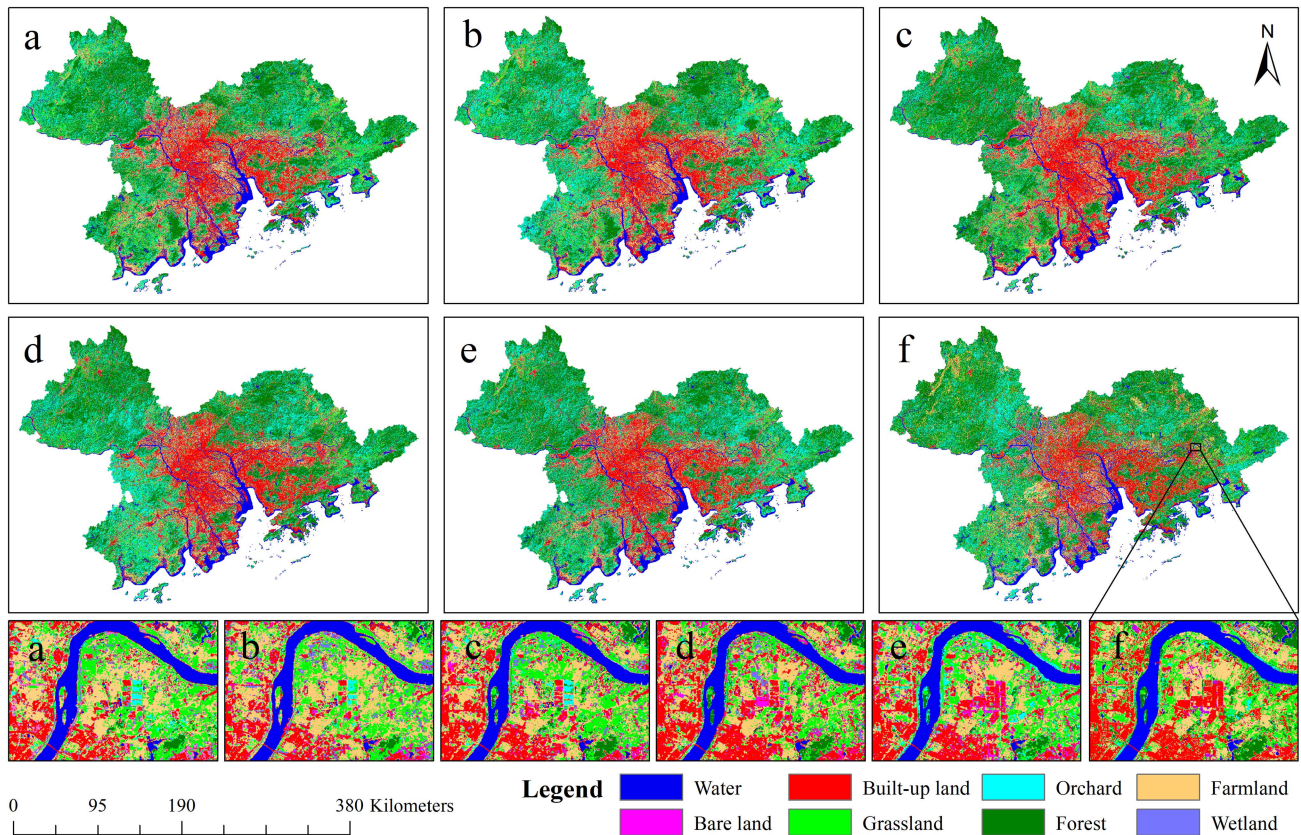 a
b
c
N
d
e
f
a
b
c
d
e
f
Legend
Water
Built-up land
Orchard
Farmland
Bare land
Grassland
Forest
Wetland
0 95 190 380 Kilometers